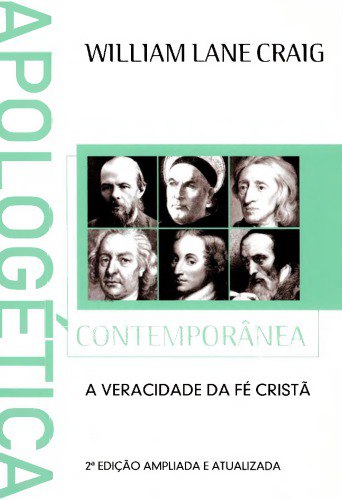 WILLIAM LANE CRAIG
APOLOGÉTICA
CONTEMPORÂNEA
A VERACIDADE DA FÉ CRISTÃ
2ª EDIÇÃO AMPLIADA E ATUALIZADA